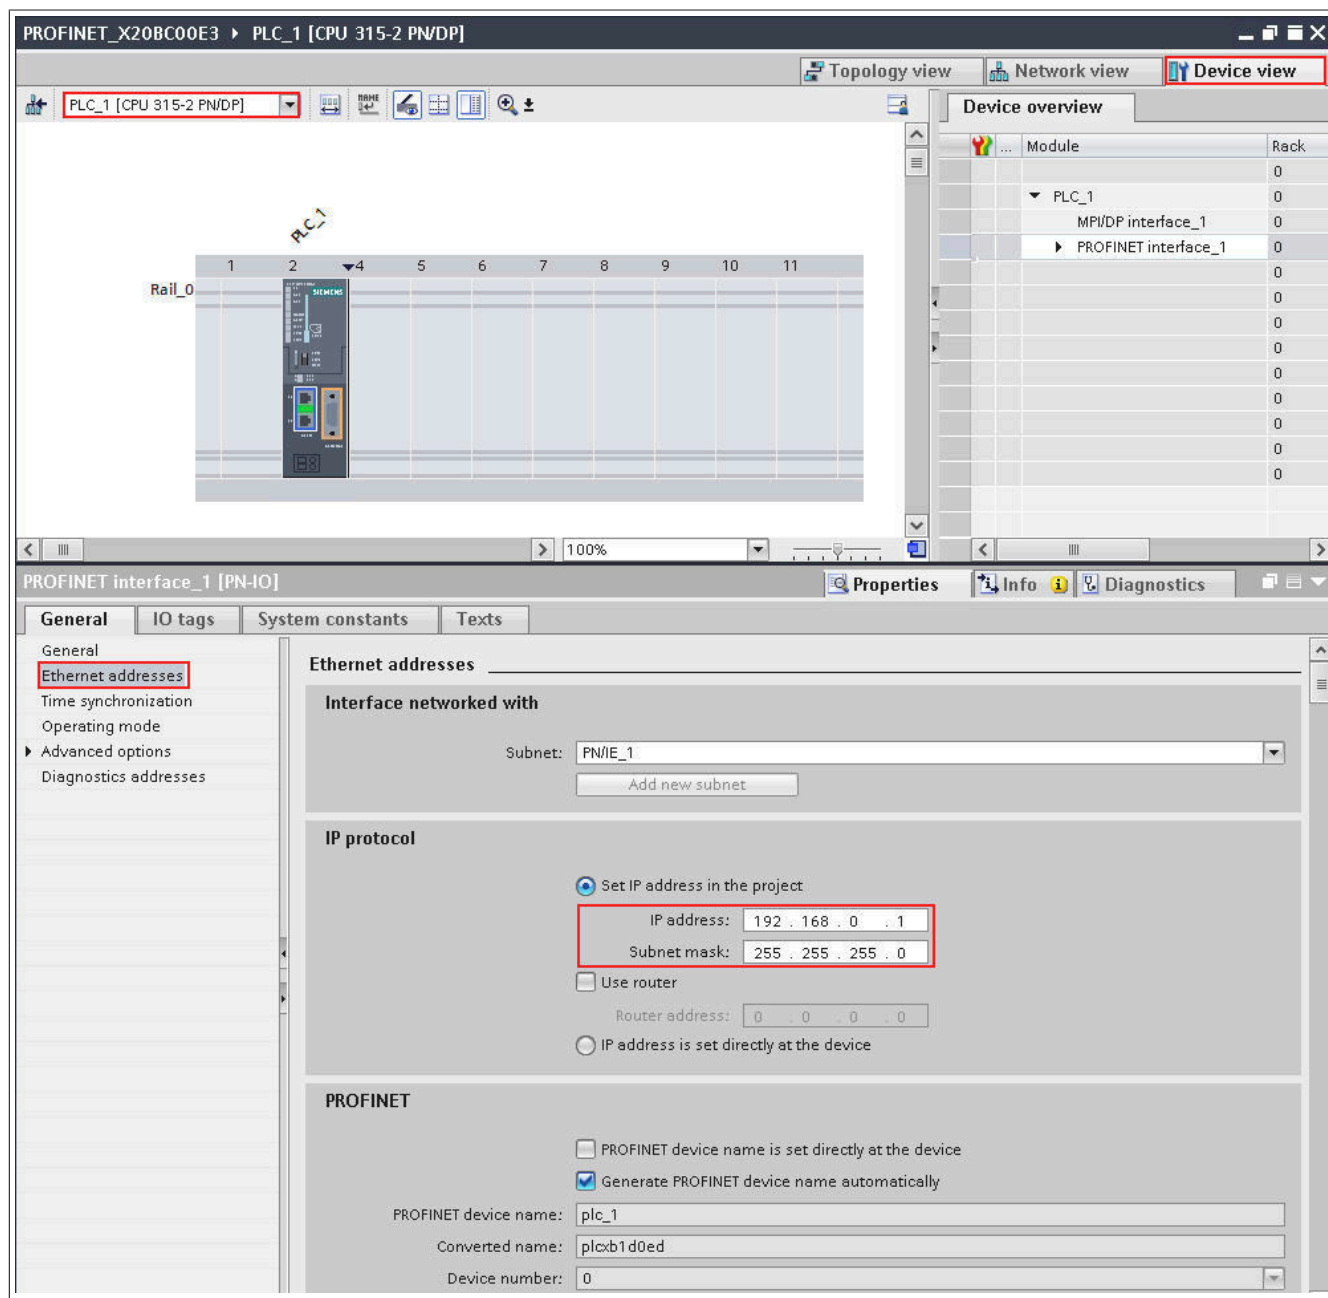 PROFINET_X20BC00E3 ▸ PLC_1 [CPU 315-2 PN/DP]
Topology view Network view Device view
PLC_1 [CPU 315-2 PN/DP]
Device overview
... Module Rack
0
PLC_1 0
MPI/DP interface_1 0
PROFINET interface_1 0
0
0
0
0
0
0
0
0
0
PLC_1
1 2 4 5 6 7 8 9 10 11
Rail_0
SIEMENS
100%
PROFINET interface_1 [PN-IO]
Properties Info Diagnostics
General IO tags System constants Texts
General
Ethernet addresses
Time synchronization
Operating mode
Advanced options
Diagnostics addresses
Ethernet addresses
Interface networked with
Subnet: PN/IE_1
Add new subnet
IP protocol
Set IP address in the project
IP address: 192 . 168 . 0 . 1
Subnet mask: 255 . 255 . 255 . 0
Use router
Router address: 0 . 0 . 0 . 0
IP address is set directly at the device
PROFINET
PROFINET device name is set directly at the device
Generate PROFINET device name automatically
PROFINET device name: plc_1
Converted name: plcxb1d0ed
Device number: 0